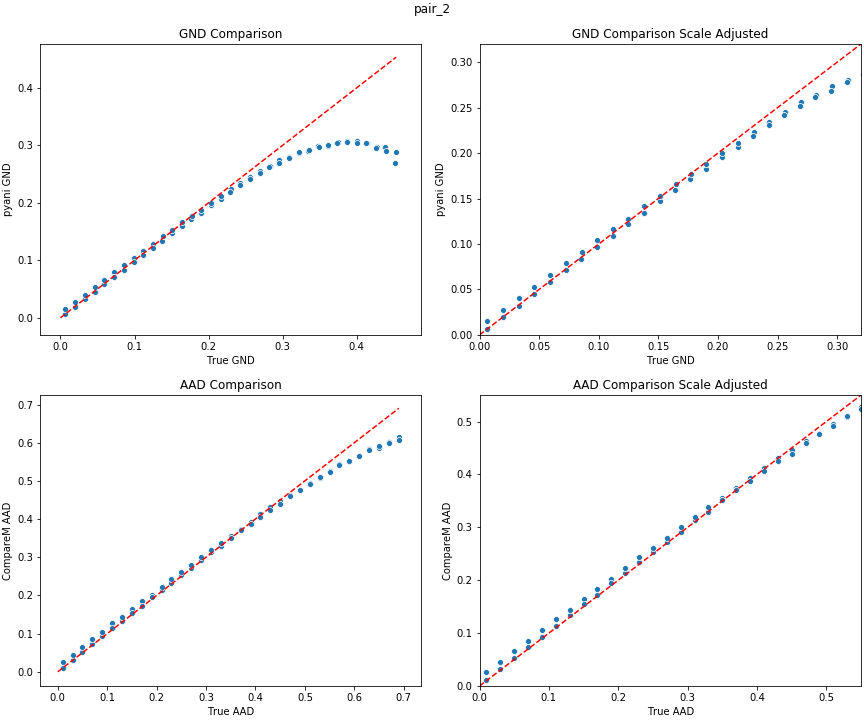 pair_2
GND Comparison
pyani GND
0.4
0.3
0.2
0.1
0.0
0.0 0.1 0.2 0.3 0.4
True GND
GND Comparison Scale Adjusted
pyani GND
0.30
0.25
0.20
0.15
0.10
0.05
0.00
0.00 0.05 0.10 0.15 0.20 0.25 0.30
True GND
AAD Comparison
CompareM AAD
0.7
0.6
0.5
0.4
0.3
0.2
0.1
0.0
0.0 0.1 0.2 0.3 0.4 0.5 0.6 0.7
True AAD
AAD Comparison Scale Adjusted
CompareM AAD
0.5
0.4
0.3
0.2
0.1
0.0
0.0 0.1 0.2 0.3 0.4 0.5
True AAD